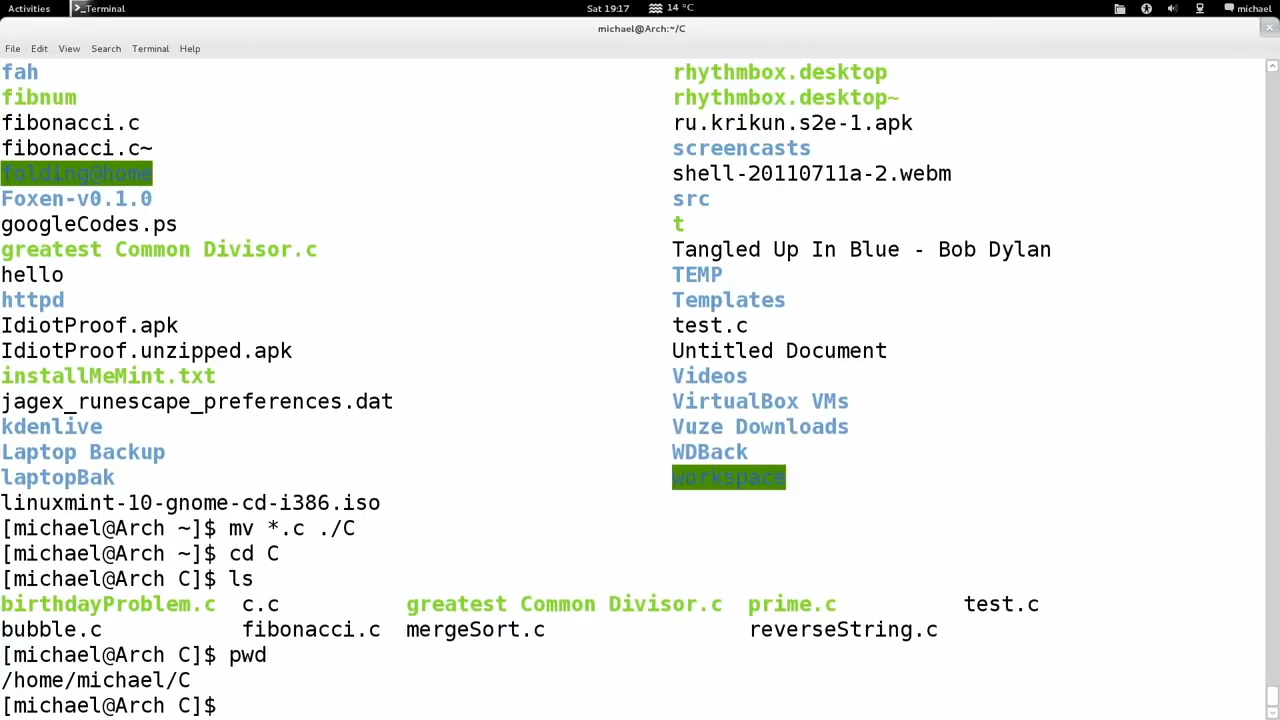 Activities Terminal Sat 19:17 14 °C michael
michael@Arch:~/C
File Edit View Search Terminal Help
fah rhythmbox.desktop
fibnum rhythmbox.desktop~
fibonacci.c ru.krikun.s2e-1.apk
fibonacci.c~ screencasts
folding@home shell-20110711a-2.webm
Foxen-v0.1.0 src
googleCodes.ps t
greatest Common Divisor.c Tangled Up In Blue - Bob Dylan
hello TEMP
httpd Templates
IdiotProof.apk test.c
IdiotProof.unzipped.apk Untitled Document
installMeMint.txt Videos
jagex_runescape_preferences.dat VirtualBox VMs
kdenlive Vuze Downloads
Laptop Backup WDBack
laptopBak workspace
linuxmint-10-gnome-cd-i386.iso
[michael@Arch ~]$ mv *.c ./C
[michael@Arch ~]$ cd C
[michael@Arch C]$ ls
birthdayProblem.c c.c greatest Common Divisor.c prime.c test.c
bubble.c fibonacci.c mergeSort.c reverseString.c
[michael@Arch C]$ pwd
/home/michael/C
[michael@Arch C]$